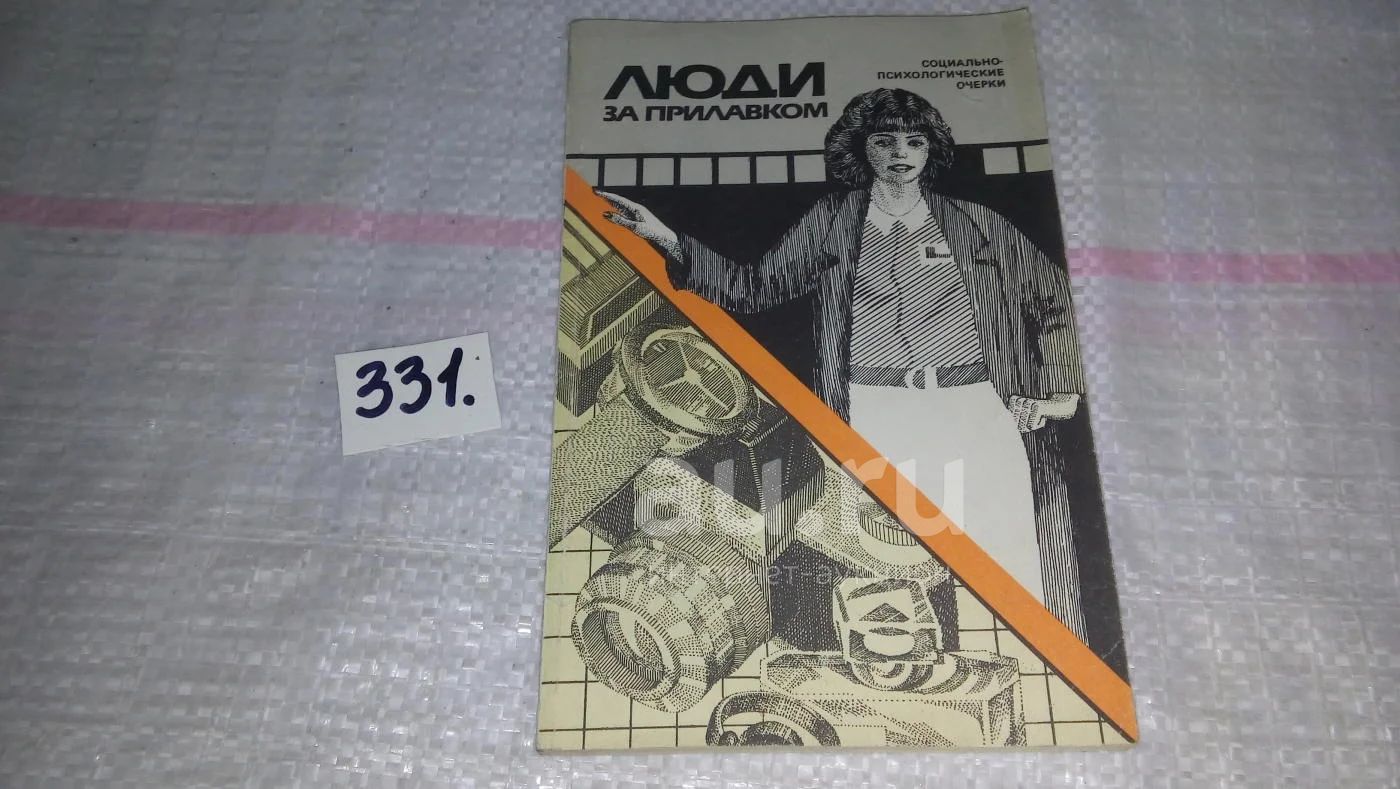 ЛЮДИ
ЗА ПРИЛАВКОМ
СОЦИАЛЬНО-
ПСИХОЛОГИЧЕСКИЕ
ОЧЕРКИ
331.
au.ru